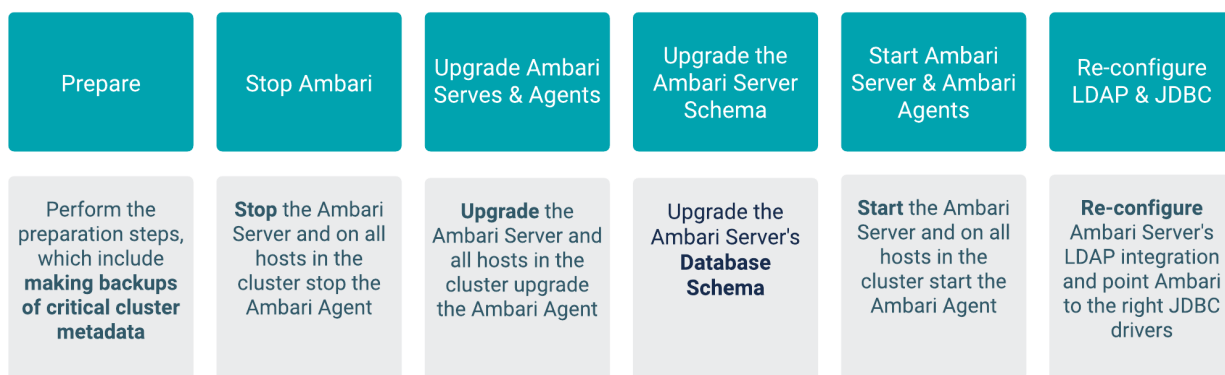 Prepare
Stop Ambari
Upgrade Ambari
Serves & Agents
Upgrade the
Ambari Server
Schema
Start Ambari
Server & Ambari
Agents
Re-configure
LDAP & JDBC
Perform the
preparation steps,
which include
making backups
of critical cluster
metadata
Stop the Ambari
Server and on all
hosts in the
cluster stop the
Ambari Agent
Upgrade the
Ambari Server and
all hosts in the
cluster upgrade
the Ambari Agent
Upgrade the
Ambari Server's
Database
Schema
Start the Ambari
Server and on all
hosts in the
cluster start the
Ambari Agent
Re-configure
Ambari Server's
LDAP integration
and point Ambari
to the right JDBC
drivers